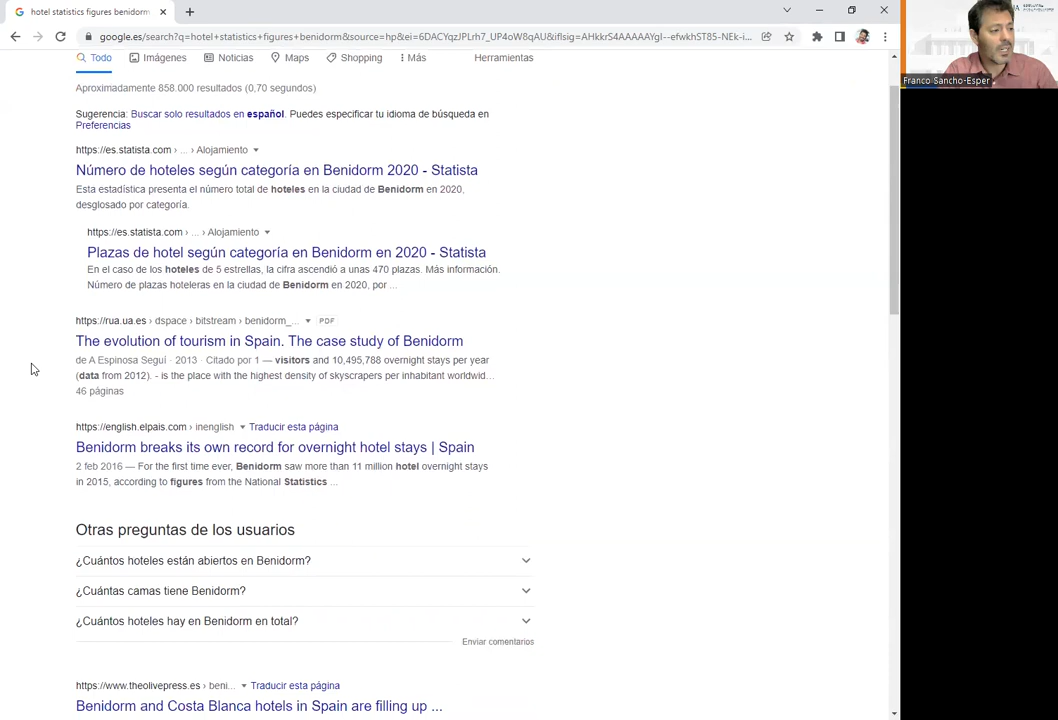 hotel statistics figures benidorm
google.es/search?q=hotel+statistics+figures+benidorm&source=hp&ei=6DACYqzJPLrh7_UP4oW8qAU&iflsig=AHkkrS4AAAAAYgI--efwkhST85-NEk-i...
Todo Imágenes Noticias Maps Shopping Más Herramientas
Aproximadamente 858.000 resultados (0,70 segundos)
Sugerencia: Buscar solo resultados en español. Puedes especificar tu idioma de búsqueda en
Preferencias
https://es.statista.com › ... › Alojamiento
Número de hoteles según categoría en Benidorm 2020 - Statista
Esta estadística presenta el número total de hoteles en la ciudad de Benidorm en 2020,
desglosado por categoría.
https://es.statista.com › ... › Alojamiento
Plazas de hotel según categoría en Benidorm en 2020 - Statista
En el caso de los hoteles de 5 estrellas, la cifra ascendió a unas 470 plazas. Más información.
Número de plazas hoteleras en la ciudad de Benidorm en 2020, por ...
https://rua.ua.es › dspace › bitstream › benidorm_... PDF
The evolution of tourism in Spain. The case study of Benidorm
de A Espinosa Seguí · 2013 · Citado por 1 — visitors and 10,495,788 overnight stays per year
(data from 2012). - is the place with the highest density of skyscrapers per inhabitant worldwid...
46 páginas
https://english.elpais.com › inenglish Traducir esta página
Benidorm breaks its own record for overnight hotel stays | Spain
2 feb 2016 — For the first time ever, Benidorm saw more than 11 million hotel overnight stays
in 2015, according to figures from the National Statistics ...
Otras preguntas de los usuarios
¿Cuántos hoteles están abiertos en Benidorm?
¿Cuántas camas tiene Benidorm?
¿Cuántos hoteles hay en Benidorm en total?
Enviar comentarios
https://www.theolivepress.es › beni... Traducir esta página
Benidorm and Costa Blanca hotels in Spain are filling up ...
Franco Sancho-Esper